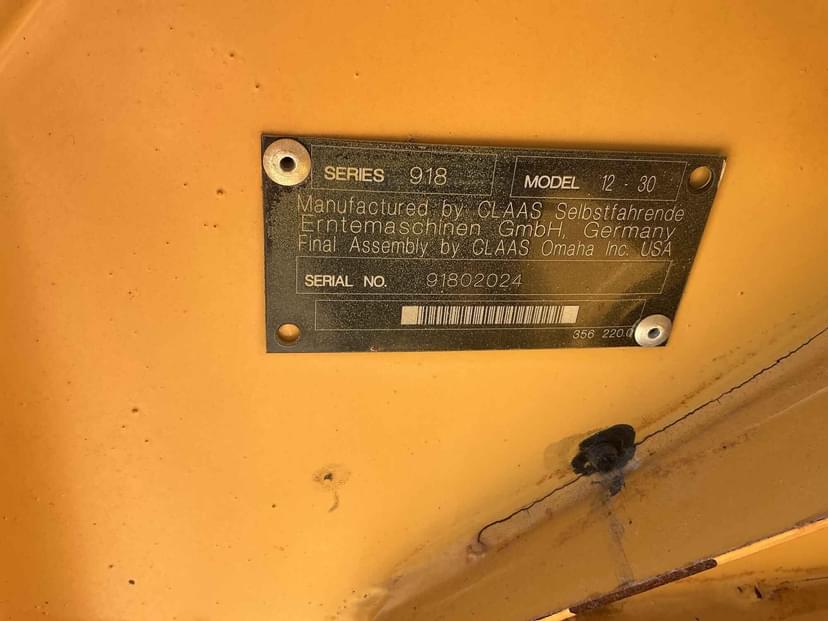 SERIES 918 MODEL 12 - 30
Manufactured by CLAAS Selbstfahrende
Erntemaschinen GmbH, Germany
Final Assembly by CLAAS Omaha Inc. USA
SERIAL NO. 91802024
356 220.0